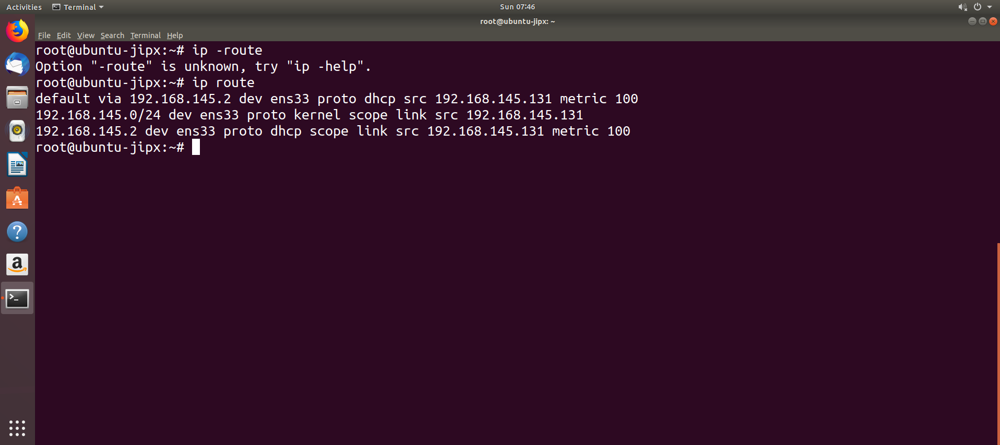 Activities Terminal Sun 07:46
root@ubuntu-jipx: ~
File Edit View Search Terminal Help
root@ubuntu-jipx:~# ip -route
Option "-route" is unknown, try "ip -help".
root@ubuntu-jipx:~# ip route
default via 192.168.145.2 dev ens33 proto dhcp src 192.168.145.131 metric 100
192.168.145.0/24 dev ens33 proto kernel scope link src 192.168.145.131
192.168.145.2 dev ens33 proto dhcp scope link src 192.168.145.131 metric 100
root@ubuntu-jipx:~#